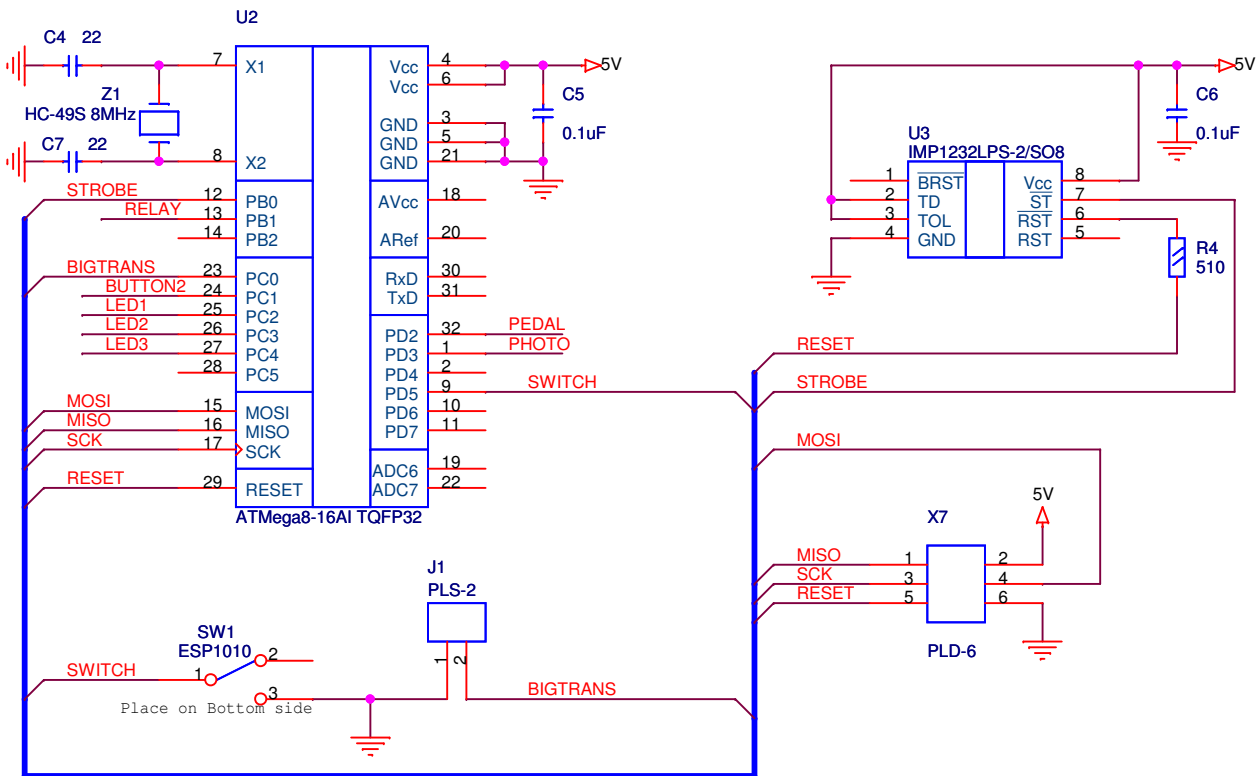 U2
C4 22
7 X1
Vcc 4
Vcc 6
5V
Z1
HC-49S 8MHz
C5
0.1uF
GND 3
GND 5
GND 21
C7 22
8 X2
STROBE 12 PB0
RELAY 13 PB1
14 PB2
AVcc 18
ARef 20
BIGTRANS 23 PC0
BUTTON2 24 PC1
LED1 25 PC2
LED2 26 PC3
LED3 27 PC4
28 PC5
RxD 30
TxD 31
PD2 32 PEDAL
PD3 1 PHOTO
PD4 2
PD5 9 SWITCH
PD6 10
PD7 11
MOSI 15 MOSI
MISO 16 MISO
SCK 17 SCK
ADC6 19
ADC7 22
RESET 29 RESET
ATMega8-16AI TQFP32
5V
C6
0.1uF
U3
IMP1232LPS-2/SO8
1 BRST Vcc 8
2 TD ST 7
3 TOL RST 6
4 GND RST 5
R4
510
RESET
STROBE
MOSI
5V
X7
MISO 1 2
SCK 3 4
RESET 5 6
PLD-6
J1
PLS-2
1 2
SW1
ESP1010
SWITCH 1 2
3
Place on Bottom side
BIGTRANS